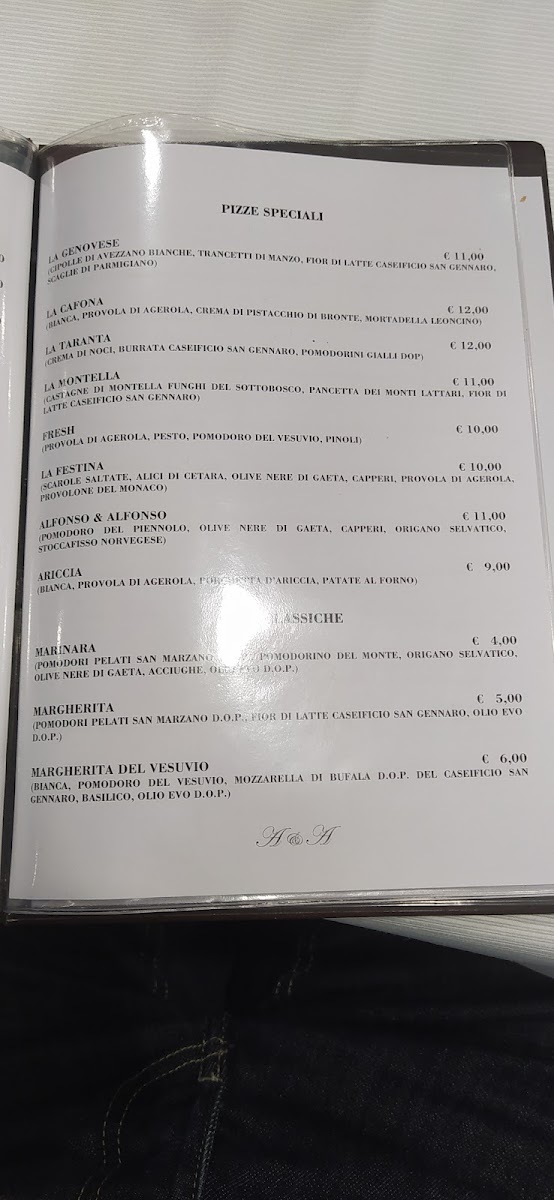 PIZZE SPECIALI
LA GENOVESE € 11,00
(CIPOLLE DI AVEZZANO BIANCHE, TRANCETTI DI MANZO, FIOR DI LATTE CASEIFICIO SAN GENNARO,
SCAGLIE DI PARMIGIANO)
LA CAFONA € 12,00
(BIANCA, PROVOLA DI AGEROLA, CREMA DI PISTACCHIO DI BRONTE, MORTADELLA LEONCINO)
LA TARANTA € 12,00
(CREMA DI NOCI, BURRATA CASEIFICIO SAN GENNARO, POMODORINI GIALLI DOP)
LA MONTELLA € 11,00
(CASTAGNE DI MONTELLA FUNGHI DEL SOTTOBOSCO, PANCETTA DEI MONTI LATTARI, FIOR DI
LATTE CASEIFICIO SAN GENNARO)
FRESH € 10,00
(PROVOLA DI AGEROLA, PESTO, POMODORO DEL VESUVIO, PINOLI)
LA FESTINA € 10,00
(SCAROLE SALTATE, ALICI DI CETARA, OLIVE NERE DI GAETA, CAPPERI, PROVOLA DI AGEROLA,
PROVOLONE DEL MONACO)
ALFONSO & ALFONSO € 11,00
(POMODORO DEL PIENNOLO, OLIVE NERE DI GAETA, CAPPERI, ORIGANO SELVATICO,
STOCCAFISSO NORVEGESE)
ARICCIA € 9,00
(BIANCA, PROVOLA DI AGEROLA, PORCHETTA D'ARICCIA, PATATE AL FORNO)
CLASSICHE
MARINARA € 4,00
(POMODORI PELATI SAN MARZANO POMODORINO DEL MONTE, ORIGANO SELVATICO,
OLIVE NERE DI GAETA, ACCIUGHE, OLIO EVO D.O.P.)
MARGHERITA € 5,00
(POMODORI PELATI SAN MARZANO D.O.P., FIOR DI LATTE CASEIFICIO SAN GENNARO, OLIO EVO
D.O.P.)
MARGHERITA DEL VESUVIO € 6,00
(BIANCA, POMODORO DEL VESUVIO, MOZZARELLA DI BUFALA D.O.P. DEL CASEIFICIO SAN
GENNARO, BASILICO, OLIO EVO D.O.P.)
A & A